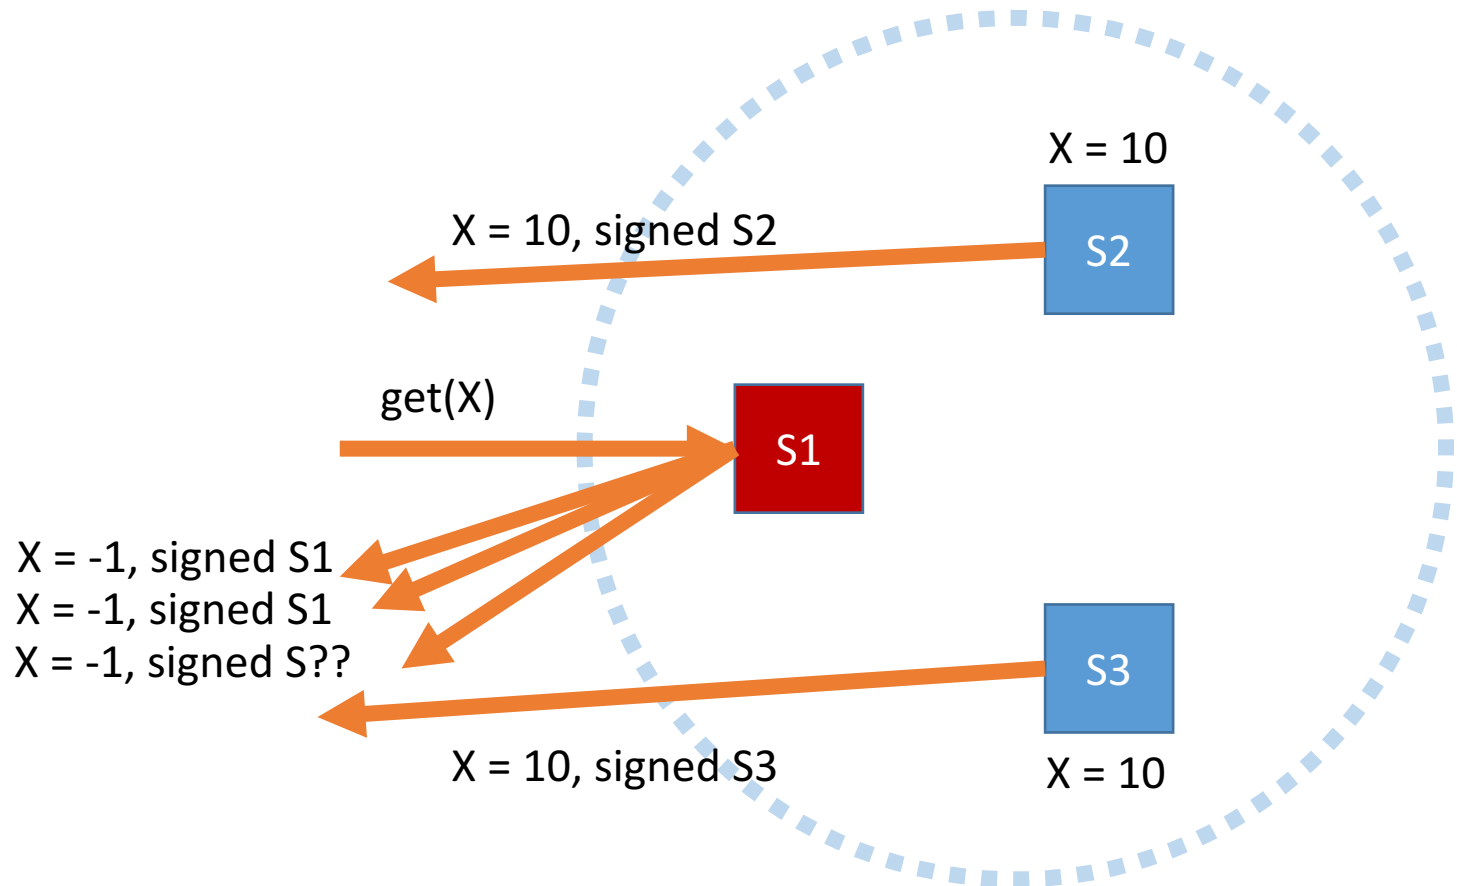 X = 10
X = 10, signed S2
S2
get(X)
S1
X = -1, signed S1
X = -1, signed S1
X = -1, signed S??
S3
X = 10, signed S3
X = 10